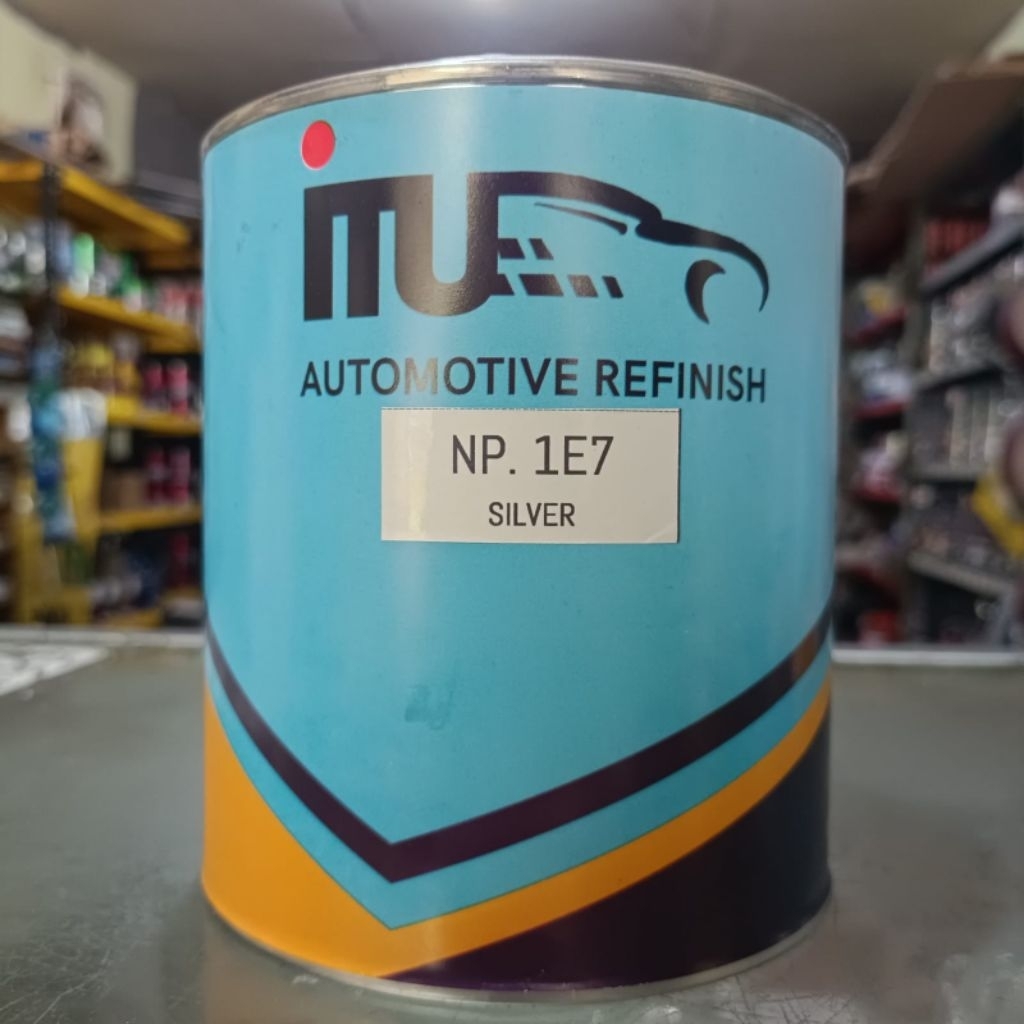 iTU
AUTOMOTIVE REFINISH
NP. 1E7
SILVER